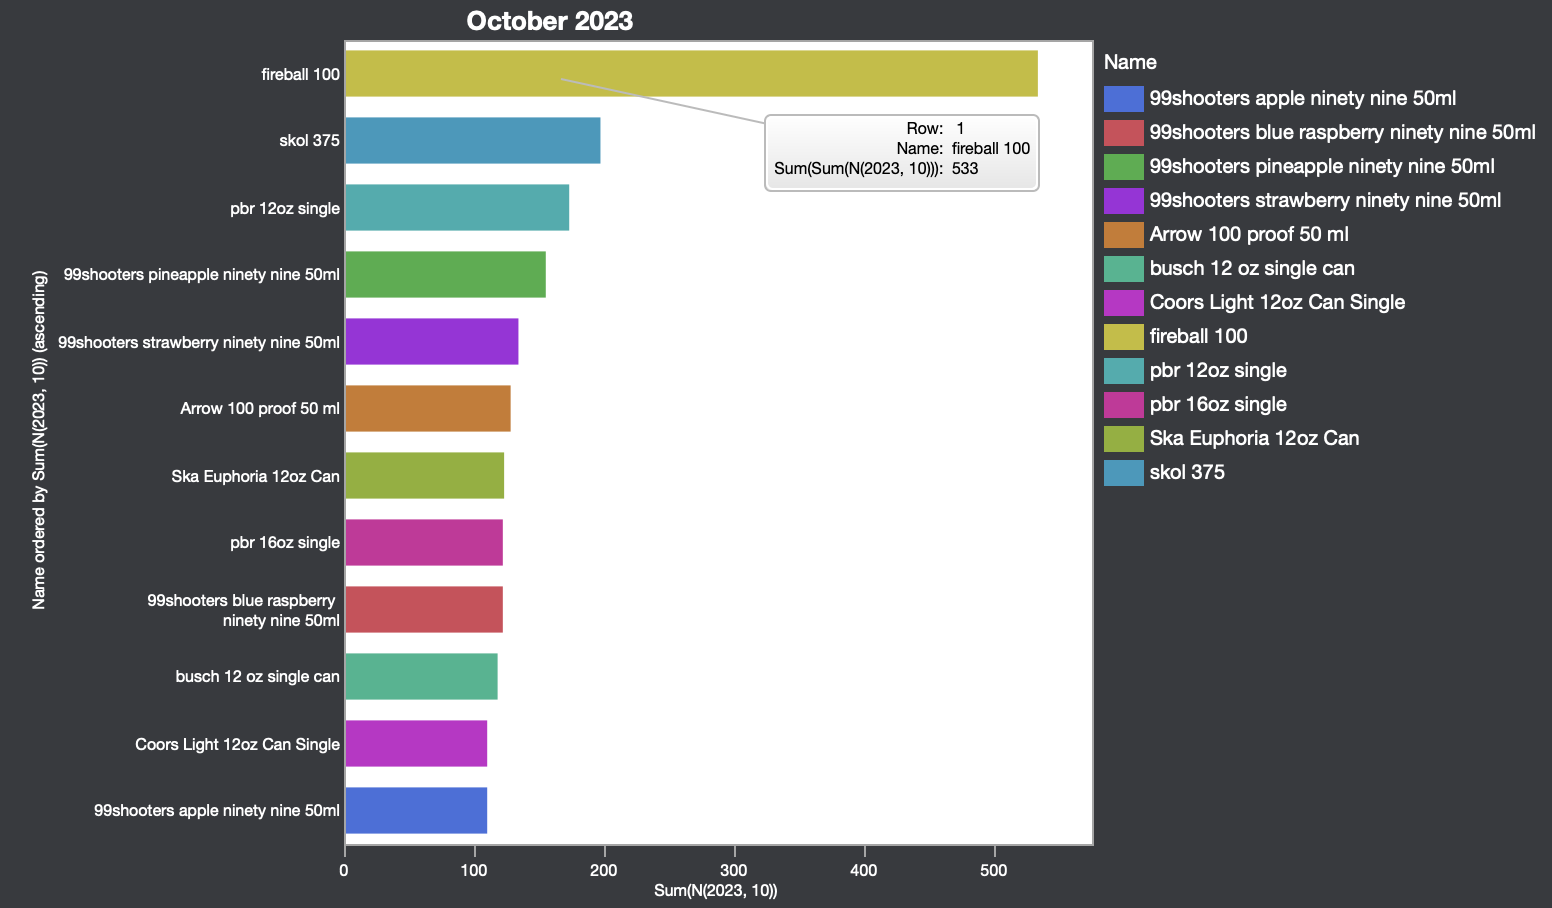 October 2023
fireball 100
skol 375
pbr 12oz single
99shooters pineapple ninety nine 50ml
99shooters strawberry ninety nine 50ml
Arrow 100 proof 50 ml
Ska Euphoria 12oz Can
pbr 16oz single
99shooters blue raspberry
ninety nine 50ml
busch 12 oz single can
Coors Light 12oz Can Single
99shooters apple ninety nine 50ml
Name ordered by Sum(N(2023, 10)) (ascending)
Row: 1
Name: fireball 100
Sum(Sum(N(2023, 10))): 533
0 100 200 300 400 500
Sum(N(2023, 10))
Name
99shooters apple ninety nine 50ml
99shooters blue raspberry ninety nine 50ml
99shooters pineapple ninety nine 50ml
99shooters strawberry ninety nine 50ml
Arrow 100 proof 50 ml
busch 12 oz single can
Coors Light 12oz Can Single
fireball 100
pbr 12oz single
pbr 16oz single
Ska Euphoria 12oz Can
skol 375